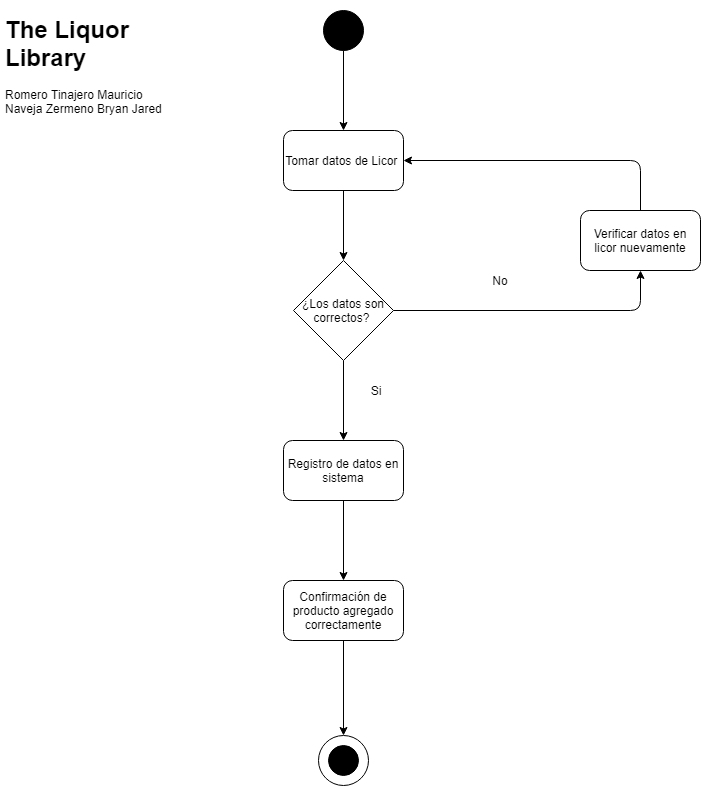 The Liquor
Library
Romero Tinajero Mauricio
Naveja Zermeno Bryan Jared
Tomar datos de Licor
Verificar datos en
licor nuevamente
No
¿Los datos son
correctos?
Si
Registro de datos en
sistema
Confirmación de
producto agregado
correctamente